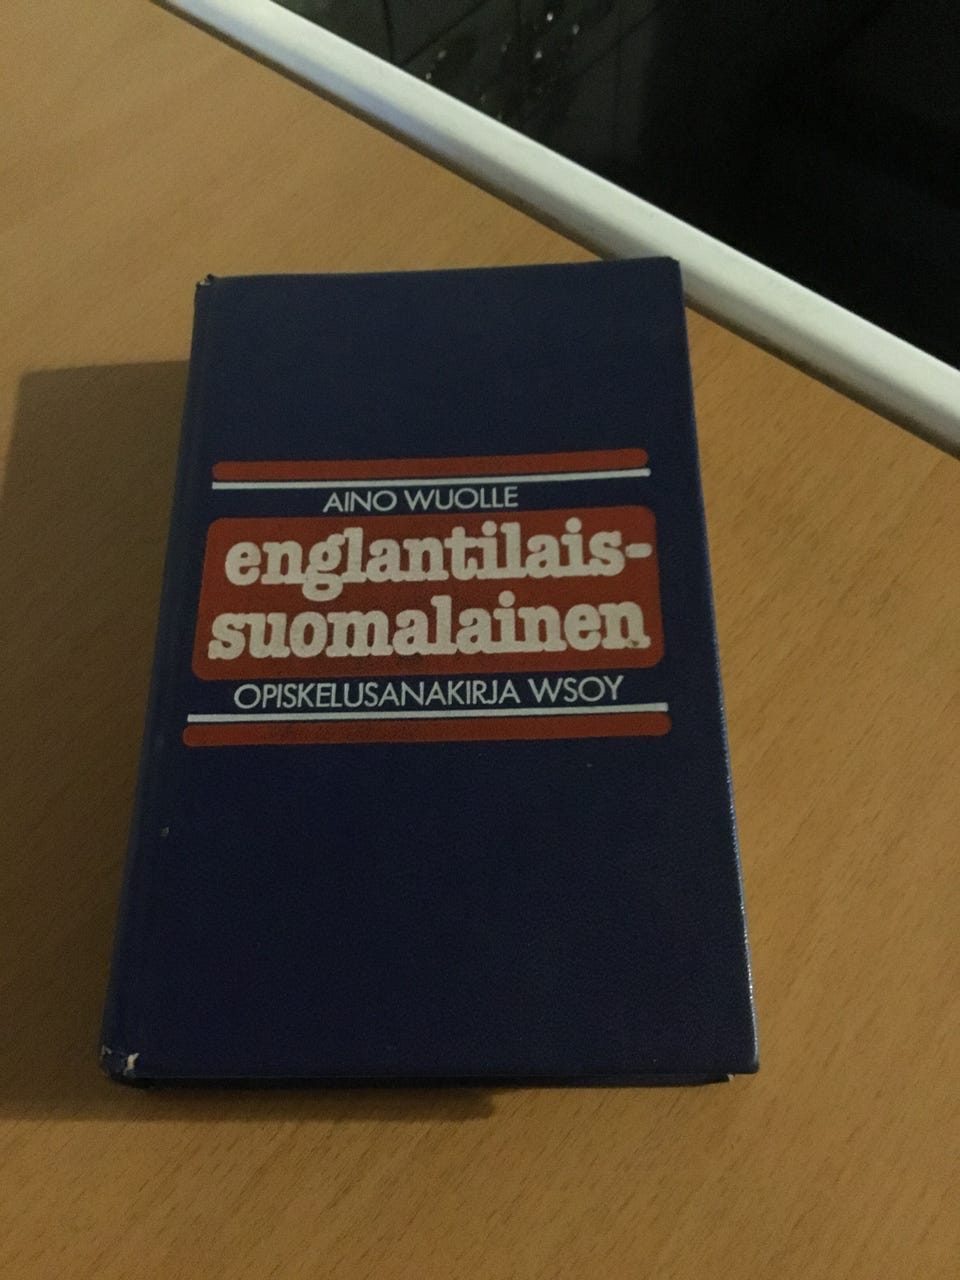 AINO WUOLLE
englantilais-
suomalainen
OPISKELUSANAKIRJA WSOY